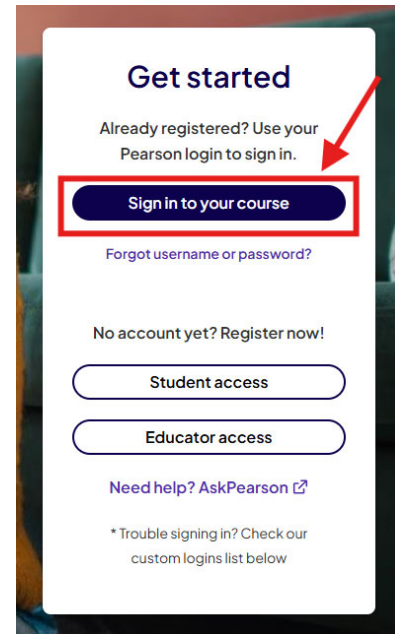 Get started
Already registered? Use your
Pearson login to sign in.
Sign in to your course
Forgot username or password?
No account yet? Register now!
Student access
Educator access
Need help? AskPearson
* Trouble signing in? Check our
custom logins list below